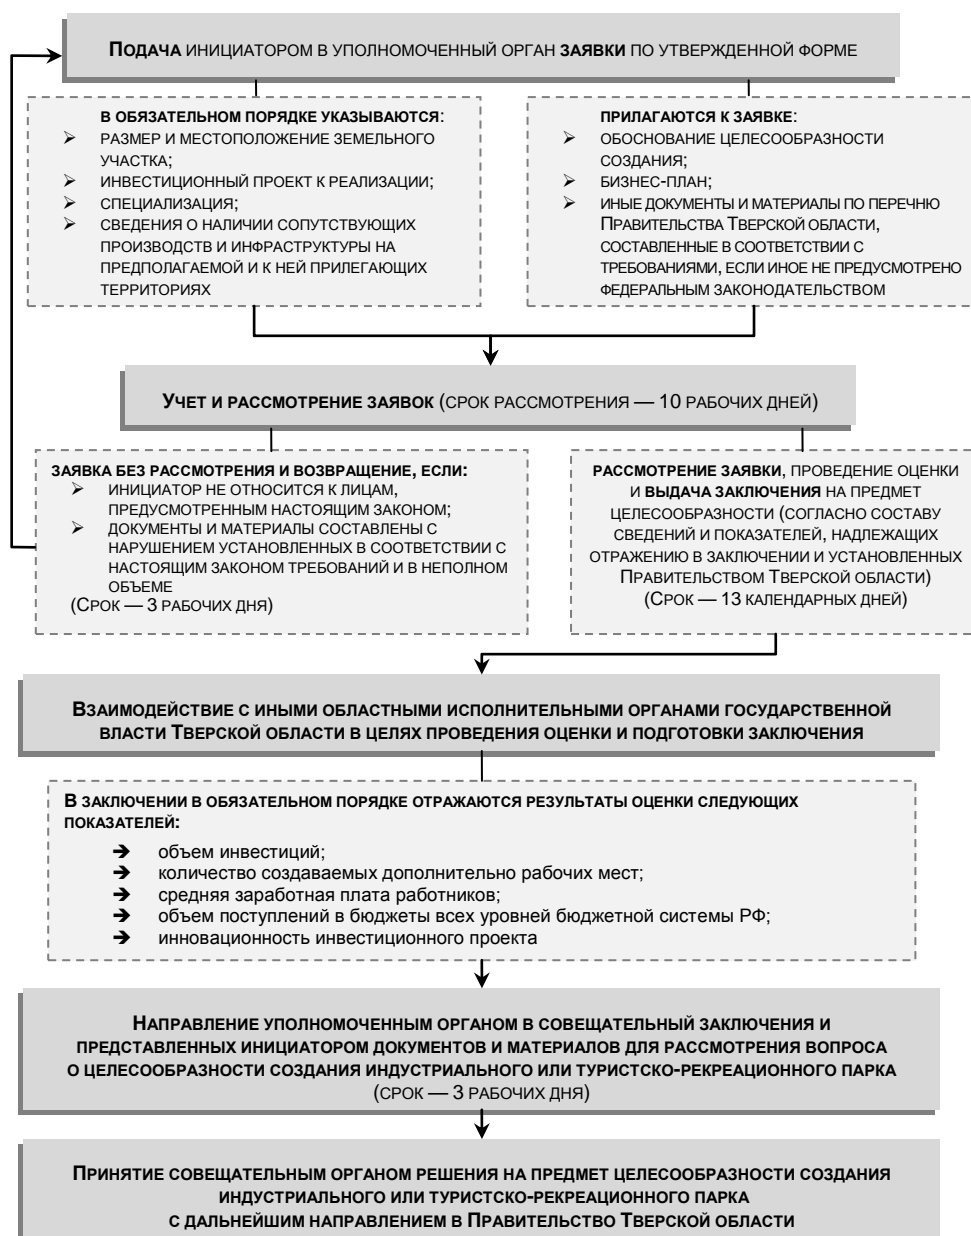 ПОДАЧА ИНИЦИАТОРОМ В УПОЛНОМОЧЕННЫЙ ОРГАН ЗАЯВКИ ПО УТВЕРЖДЕННОЙ ФОРМЕ
В ОБЯЗАТЕЛЬНОМ ПОРЯДКЕ УКАЗЫВАЮТСЯ:
➢ РАЗМЕР И МЕСТОПОЛОЖЕНИЕ ЗЕМЕЛЬНОГО
УЧАСТКА;
➢ ИНВЕСТИЦИОННЫЙ ПРОЕКТ К РЕАЛИЗАЦИИ;
➢ СПЕЦИАЛИЗАЦИЯ;
➢ СВЕДЕНИЯ О НАЛИЧИИ СОПУТСТВУЮЩИХ
ПРОИЗВОДСТВ И ИНФРАСТРУКТУРЫ НА
ПРЕДПОЛАГАЕМОЙ И К НЕЙ ПРИЛЕГАЮЩИХ
ТЕРРИТОРИЯХ
ПРИЛАГАЮТСЯ К ЗАЯВКЕ:
➢ ОБОСНОВАНИЕ ЦЕЛЕСООБРАЗНОСТИ
СОЗДАНИЯ;
➢ БИЗНЕС-ПЛАН;
➢ ИНЫЕ ДОКУМЕНТЫ И МАТЕРИАЛЫ ПО ПЕРЕЧНЮ
ПРАВИТЕЛЬСТВА ТВЕРСКОЙ ОБЛАСТИ,
СОСТАВЛЕННЫЕ В СООТВЕТСТВИИ С
ТРЕБОВАНИЯМИ, ЕСЛИ ИНОЕ НЕ ПРЕДУСМОТРЕНО
ФЕДЕРАЛЬНЫМ ЗАКОНОДАТЕЛЬСТВОМ
УЧЕТ И РАССМОТРЕНИЕ ЗАЯВОК (СРОК РАССМОТРЕНИЯ — 10 РАБОЧИХ ДНЕЙ)
ЗАЯВКА БЕЗ РАССМОТРЕНИЯ И ВОЗВРАЩЕНИЕ, ЕСЛИ:
➢ ИНИЦИАТОР НЕ ОТНОСИТСЯ К ЛИЦАМ,
ПРЕДУСМОТРЕННЫМ НАСТОЯЩИМ ЗАКОНОМ;
➢ ДОКУМЕНТЫ И МАТЕРИАЛЫ СОСТАВЛЕНЫ С
НАРУШЕНИЕМ УСТАНОВЛЕННЫХ В СООТВЕТСТВИИ С
НАСТОЯЩИМ ЗАКОНОМ ТРЕБОВАНИЙ И В НЕПОЛНОМ
ОБЪЕМЕ
(СРОК — 3 РАБОЧИХ ДНЯ)
РАССМОТРЕНИЕ ЗАЯВКИ, ПРОВЕДЕНИЕ ОЦЕНКИ
И ВЫДАЧА ЗАКЛЮЧЕНИЯ НА ПРЕДМЕТ
ЦЕЛЕСООБРАЗНОСТИ (СОГЛАСНО СОСТАВУ
СВЕДЕНИЙ И ПОКАЗАТЕЛЕЙ, НАДЛЕЖАЩИХ
ОТРАЖЕНИЮ В ЗАКЛЮЧЕНИИ И УСТАНОВЛЕННЫХ
ПРАВИТЕЛЬСТВОМ ТВЕРСКОЙ ОБЛАСТИ)
(СРОК — 13 КАЛЕНДАРНЫХ ДНЕЙ)
ВЗАИМОДЕЙСТВИЕ С ИНЫМИ ОБЛАСТНЫМИ ИСПОЛНИТЕЛЬНЫМИ ОРГАНАМИ ГОСУДАРСТВЕННОЙ
ВЛАСТИ ТВЕРСКОЙ ОБЛАСТИ В ЦЕЛЯХ ПРОВЕДЕНИЯ ОЦЕНКИ И ПОДГОТОВКИ ЗАКЛЮЧЕНИЯ
В ЗАКЛЮЧЕНИИ В ОБЯЗАТЕЛЬНОМ ПОРЯДКЕ ОТРАЖАЮТСЯ РЕЗУЛЬТАТЫ ОЦЕНКИ СЛЕДУЮЩИХ
ПОКАЗАТЕЛЕЙ:
➔ объем инвестиций;
➔ количество создаваемых дополнительно рабочих мест;
➔ средняя заработная плата работников;
➔ объем поступлений в бюджеты всех уровней бюджетной системы РФ;
➔ инновационность инвестиционного проекта
НАПРАВЛЕНИЕ УПОЛНОМОЧЕННЫМ ОРГАНОМ В СОВЕЩАТЕЛЬНЫЙ ЗАКЛЮЧЕНИЯ И
ПРЕДСТАВЛЕННЫХ ИНИЦИАТОРОМ ДОКУМЕНТОВ И МАТЕРИАЛОВ ДЛЯ РАССМОТРЕНИЯ ВОПРОСА
О ЦЕЛЕСООБРАЗНОСТИ СОЗДАНИЯ ИНДУСТРИАЛЬНОГО ИЛИ ТУРИСТСКО-РЕКРЕАЦИОННОГО ПАРКА
(СРОК — 3 РАБОЧИХ ДНЯ)
ПРИНЯТИЕ СОВЕЩАТЕЛЬНЫМ ОРГАНОМ РЕШЕНИЯ НА ПРЕДМЕТ ЦЕЛЕСООБРАЗНОСТИ СОЗДАНИЯ
ИНДУСТРИАЛЬНОГО ИЛИ ТУРИСТСКО-РЕКРЕАЦИОННОГО ПАРКА
С ДАЛЬНЕЙШИМ НАПРАВЛЕНИЕМ В ПРАВИТЕЛЬСТВО ТВЕРСКОЙ ОБЛАСТИ